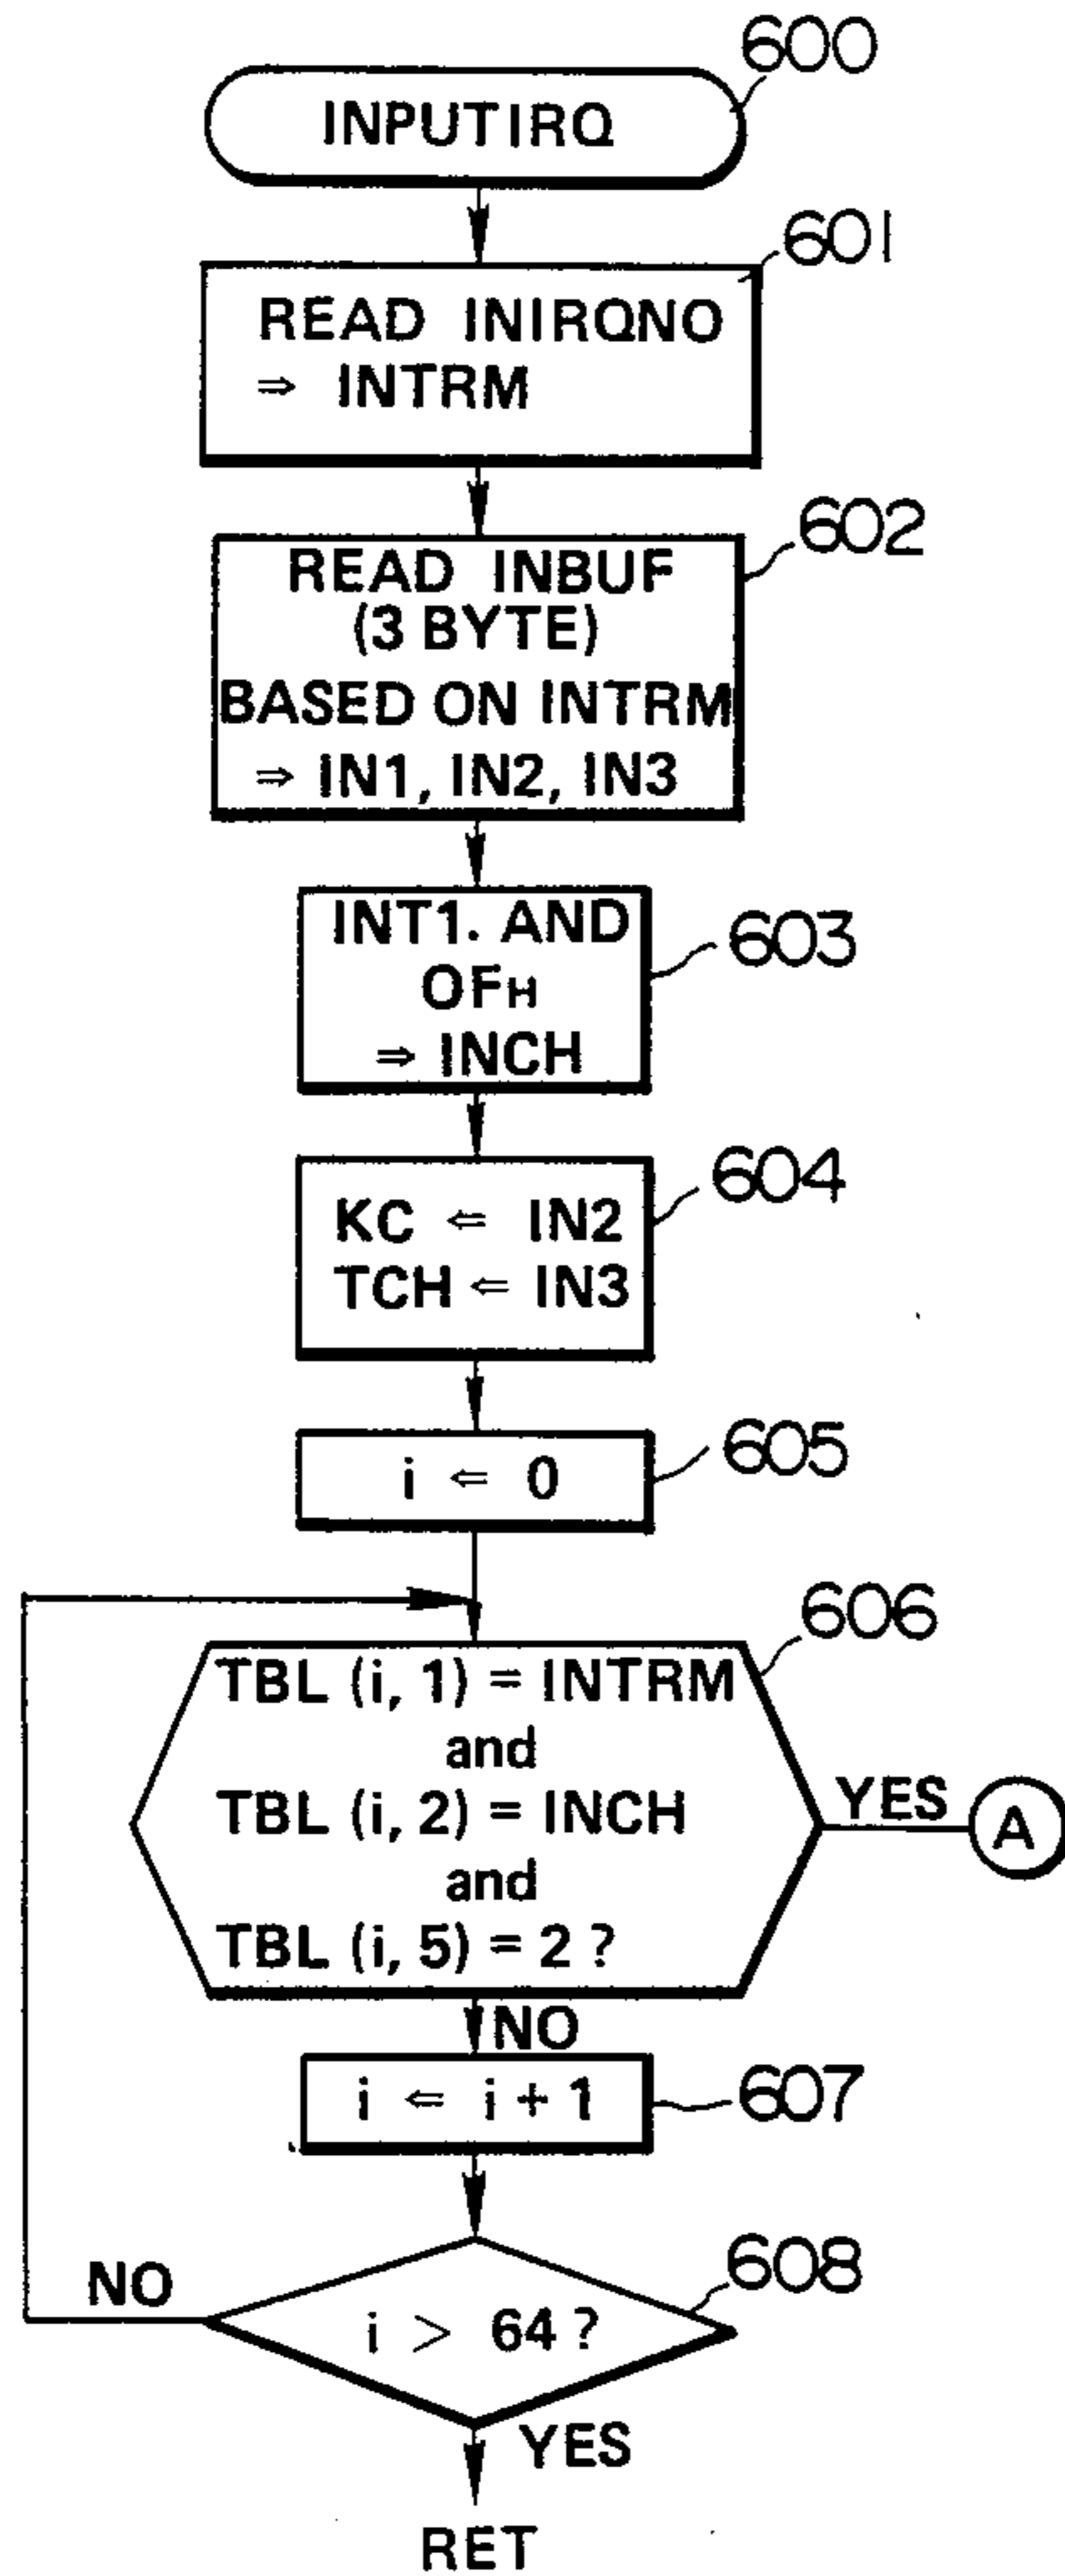 600
INPUTIRQ
601
READ INIRQNO
⇒ INTRM
602
READ INBUF
(3 BYTE)
BASED ON INTRM
⇒ IN1, IN2, IN3
603
INT1. AND
OFH
⇒ INCH
604
KC ⇐ IN2
TCH ⇐ IN3
605
i ⇐ 0
606
TBL (i, 1) = INTRM
and
TBL (i, 2) = INCH
and
TBL (i, 5) = 2 ?
YES
A
NO
607
i ⇐ i + 1
608
NO
i > 64 ?
YES
RET